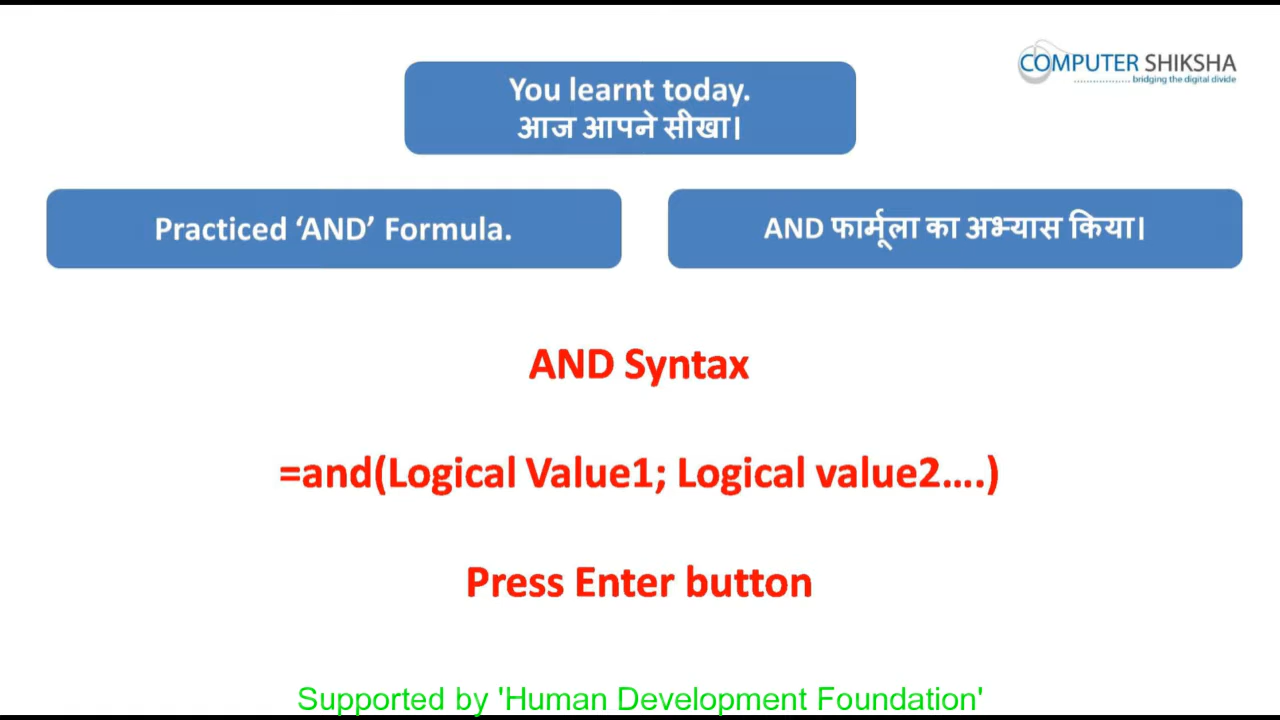 COMPUTER SHIKSHA
.................. bridging the digital divide
You learnt today.
आज आपने सीखा।
Practiced ‘AND’ Formula.
AND फार्मूला का अभ्यास किया।
AND Syntax
=and(Logical Value1; Logical value2....)
Press Enter button
Supported by 'Human Development Foundation'